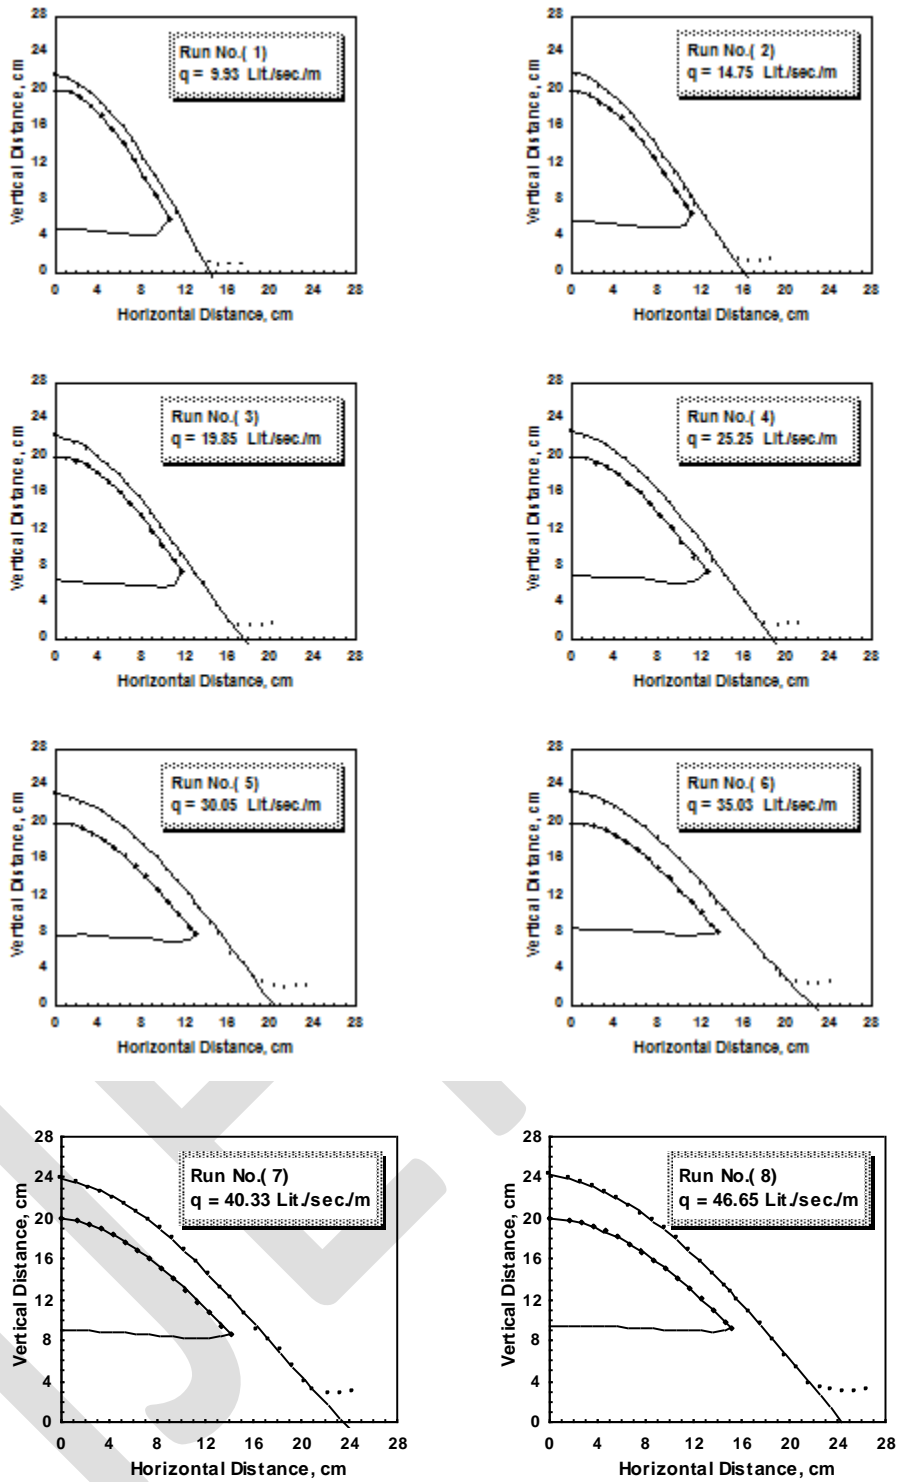 28
24
20
16
12
8
4
0
Vertical Distance, cm
Run No.( 1)
q = 9.93 Lit./sec./m
0 4 8 12 16 20 24 28
Horizontal Distance, cm
28
24
20
16
12
8
4
0
Vertical Distance, cm
Run No.( 2)
q = 14.75 Lit./sec./m
0 4 8 12 16 20 24 28
Horizontal Distance, cm
28
24
20
16
12
8
4
0
Vertical Distance, cm
Run No.( 3)
q = 19.85 Lit./sec./m
0 4 8 12 16 20 24 28
Horizontal Distance, cm
28
24
20
16
12
8
4
0
Vertical Distance, cm
Run No.( 4)
q = 25.25 Lit./sec./m
0 4 8 12 16 20 24 28
Horizontal Distance, cm
28
24
20
16
12
8
4
0
Vertical Distance, cm
Run No.( 5)
q = 30.05 Lit./sec./m
0 4 8 12 16 20 24 28
Horizontal Distance, cm
28
24
20
16
12
8
4
0
Vertical Distance, cm
Run No.( 6)
q = 35.03 Lit./sec./m
0 4 8 12 16 20 24 28
Horizontal Distance, cm
28
24
20
16
12
8
4
0
Vertical Distance, cm
Run No.( 7)
q = 40.33 Lit./sec./m
0 4 8 12 16 20 24 28
Horizontal Distance, cm
28
24
20
16
12
8
4
0
Vertical Distance, cm
Run No.( 8)
q = 46.65 Lit./sec./m
0 4 8 12 16 20 24 28
Horizontal Distance, cm